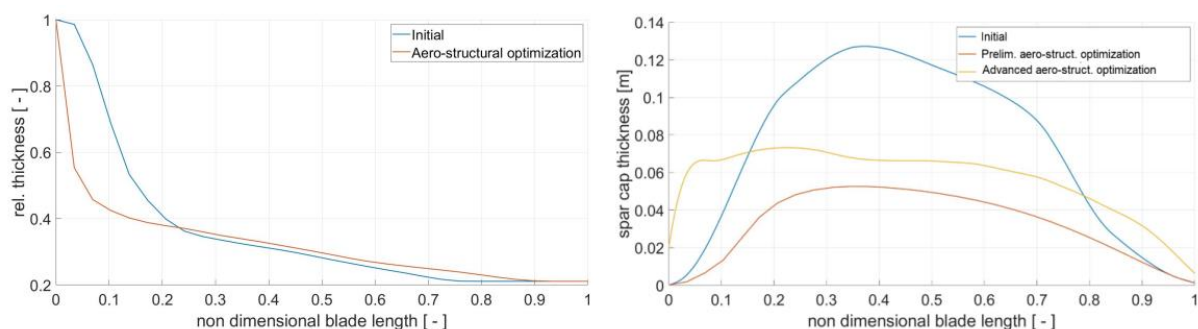 1
0.8
0.6
0.4
0.2
rel. thickness [ - ]
0 0.1 0.2 0.3 0.4 0.5 0.6 0.7 0.8 0.9 1
non dimensional blade length [ - ]
Initial
Aero-structural optimization
0.14
0.12
0.1
0.08
0.06
0.04
0.02
0
spar cap thickness [m]
0 0.1 0.2 0.3 0.4 0.5 0.6 0.7 0.8 0.9 1
non dimensional blade length [ - ]
Initial
Prelim. aero-struct. optimization
Advanced aero-struct. optimization